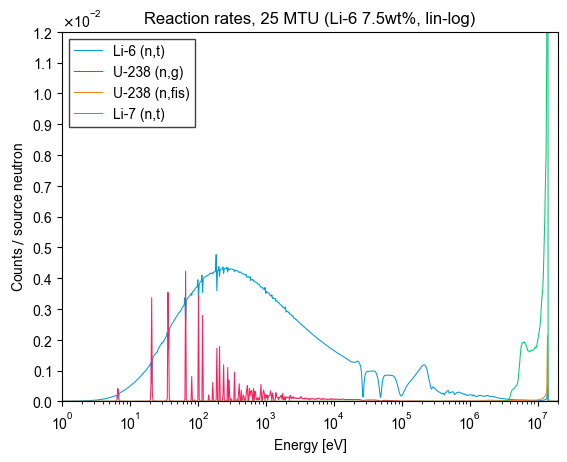 Reaction rates, 25 MTU (Li-6 7.5wt%, lin-log)
×10⁻²
1.2
1.1
1.0
0.9
0.8
0.7
0.6
0.5
0.4
0.3
0.2
0.1
0.0
Counts / source neutron
Li-6 (n,t)
U-238 (n,g)
U-238 (n,fis)
Li-7 (n,t)
10⁰ 10¹ 10² 10³ 10⁴ 10⁵ 10⁶ 10⁷
Energy [eV]